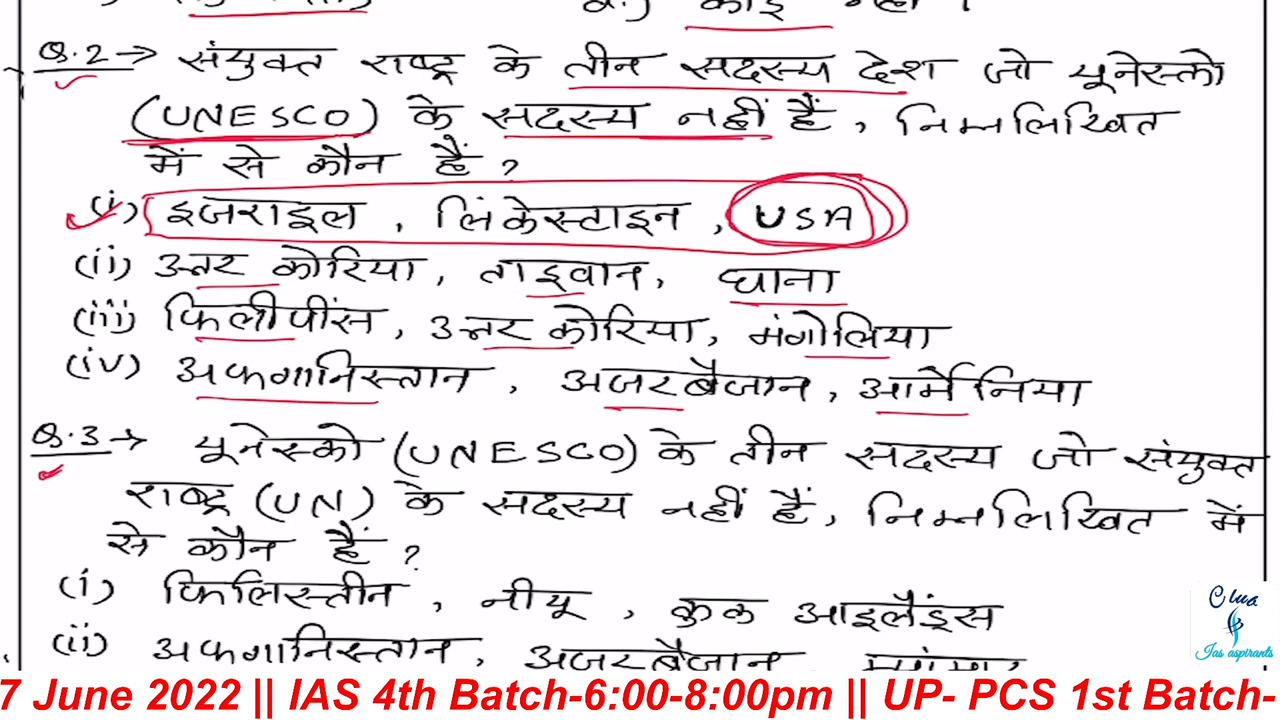 Q.2→ संयुक्त राष्ट्र के तीन सदस्य देश जो यूनेस्को
(UNESCO) के सदस्य नहीं हैं, निम्नलिखित
में से कौन हैं?
(i) इजराइल, लिंकेस्टाइन, USA
(ii) उत्तर कोरिया, ताइवान, घाना
(iii) फिलीपींस, उत्तर कोरिया, मंगोलिया
(iv) अफगानिस्तान, अजरबैजान, आर्मेनिया
Q.3→ यूनेस्को (UNESCO) के तीन सदस्य जो संयुक्त
राष्ट्र (UN) के सदस्य नहीं हैं, निम्नलिखित में
से कौन हैं?
(i) फिलिस्तीन, नीयू, कुक आइलैंड्स
(ii) अफगानिस्तान, अजरबैजान
Clue
Ias aspirants
7 June 2022 || IAS 4th Batch-6:00-8:00pm || UP- PCS 1st Batch-